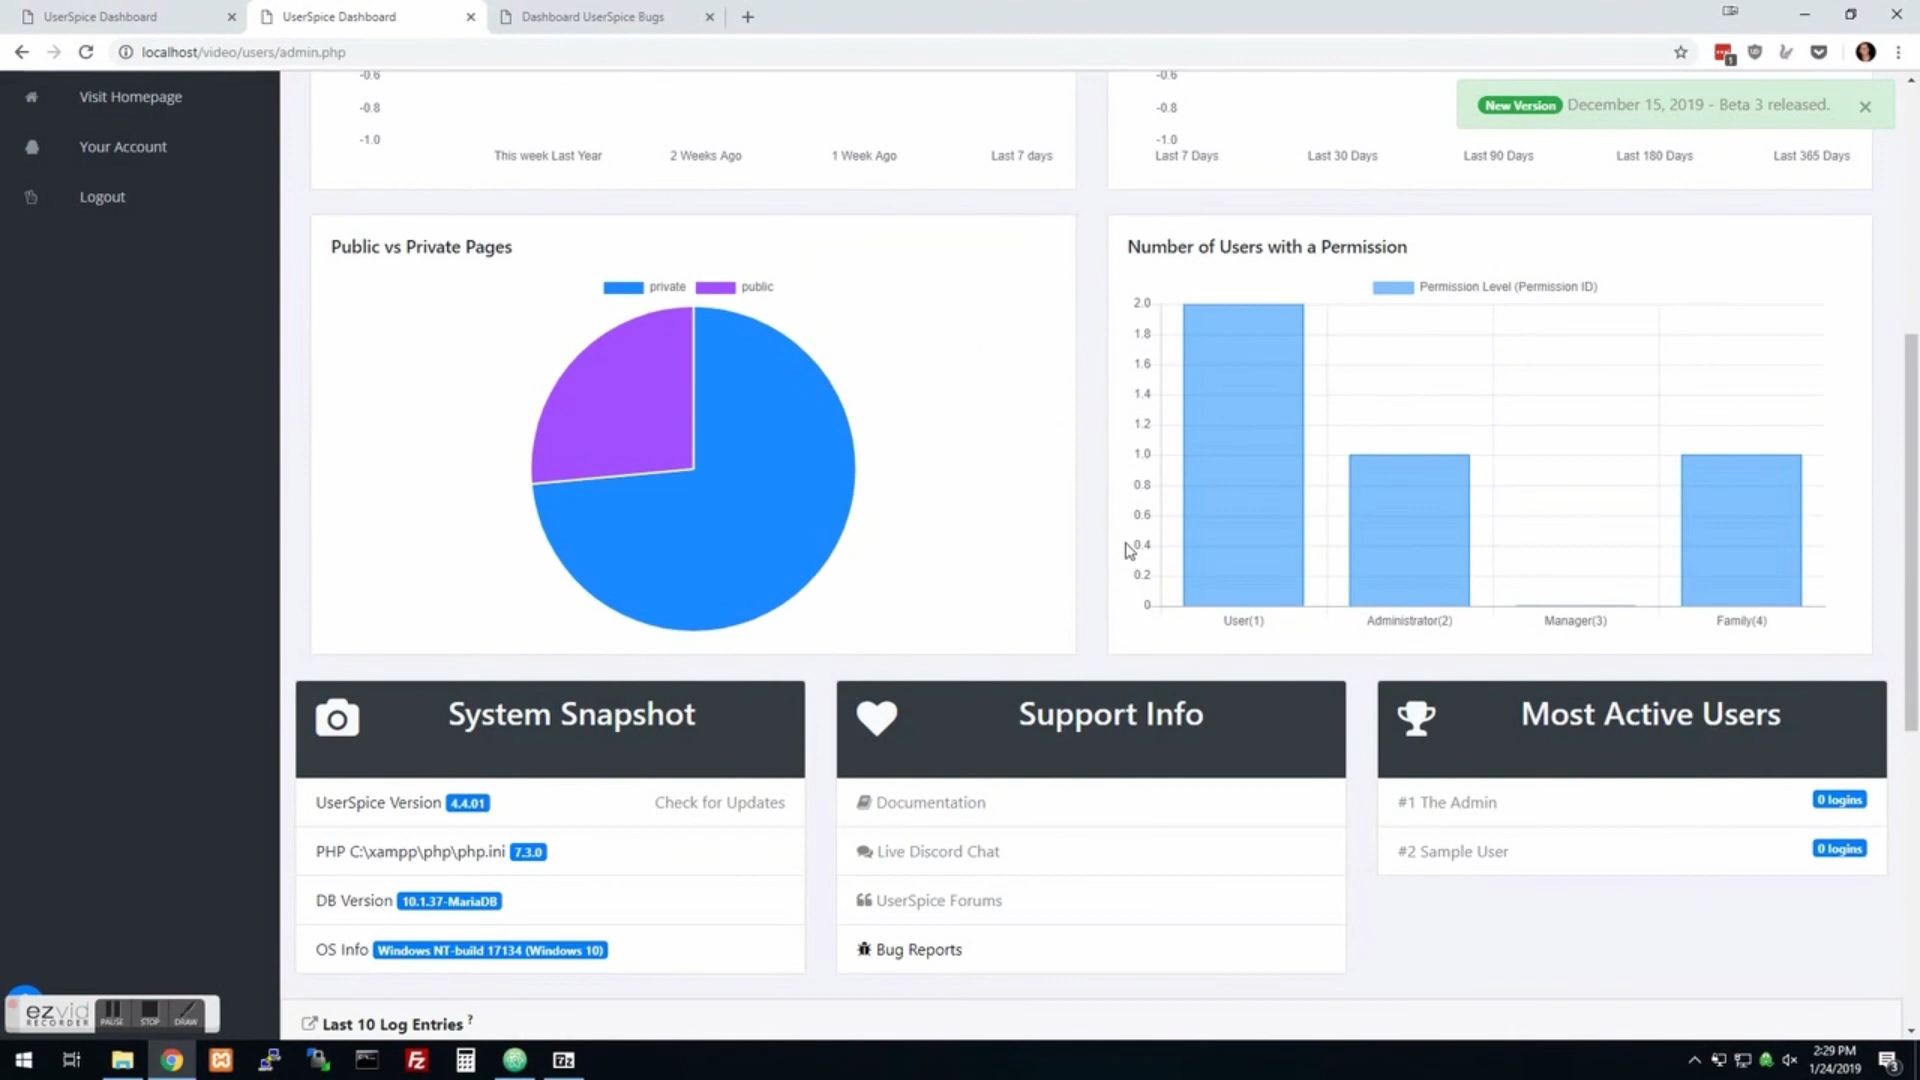 UserSpice Dashboard
UserSpice Dashboard
Dashboard UserSpice Bugs
localhost/video/users/admin.php
1
Visit Homepage
Your Account
Logout
-0.6
-0.8
-1.0
This week Last Year 2 Weeks Ago 1 Week Ago Last 7 days
-0.6
-0.8
-1.0
Last 7 Days Last 30 Days Last 90 Days Last 180 Days Last 365 Days
New Version December 15, 2019 - Beta 3 released.
Public vs Private Pages
private public
Number of Users with a Permission
Permission Level (Permission ID)
2.0
1.8
1.6
1.4
1.2
1.0
0.8
0.6
0.4
0.2
0
User(1) Administrator(2) Manager(3) Family(4)
System Snapshot
UserSpice Version 4.4.01 Check for Updates
PHP C:\xampp\php\php.ini 7.3.0
DB Version 10.1.37-MariaDB
OS Info Windows NT-build 17134 (Windows 10)
Support Info
Documentation
Live Discord Chat
UserSpice Forums
Bug Reports
Most Active Users
#1 The Admin 0 logins
#2 Sample User 0 logins
Last 10 Log Entries ?
ezvid
RECORDER
PAUSE STOP DRAW
Fz
7z
2:29 PM
1/24/2019
3